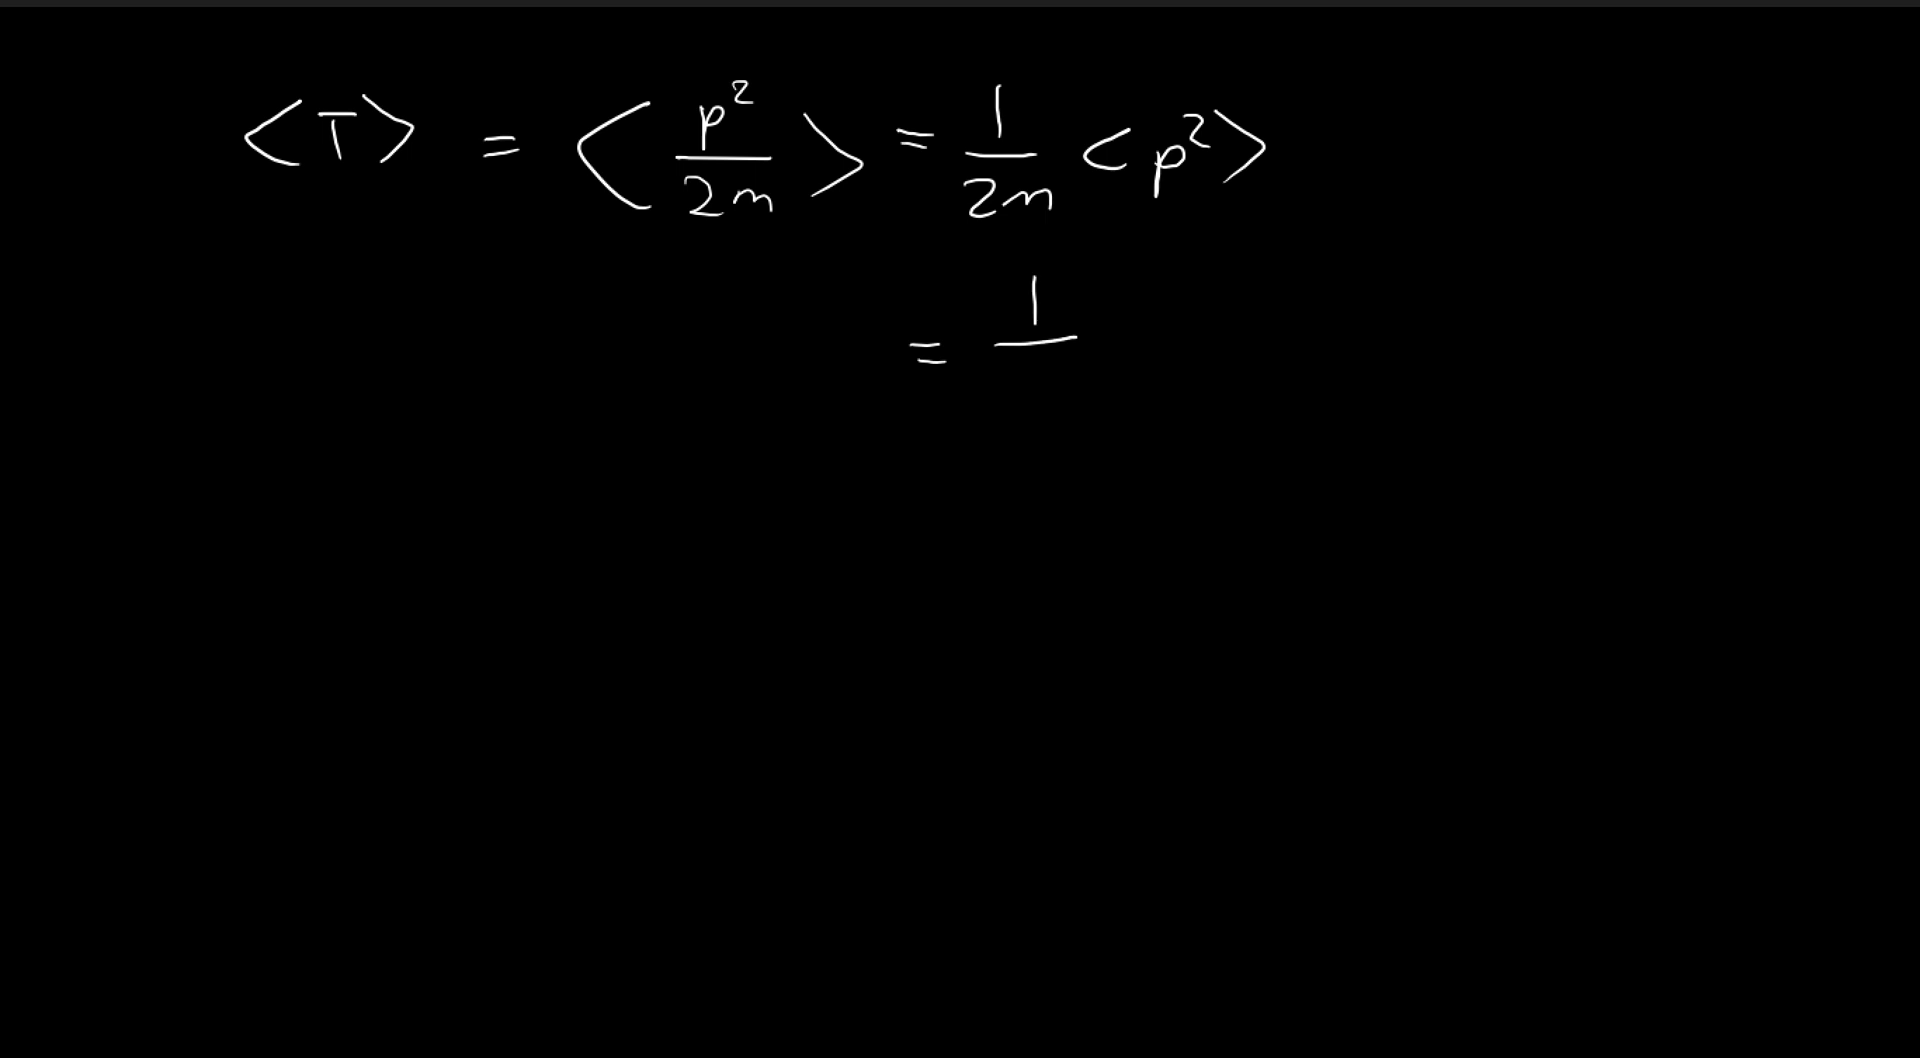 <T> = <p²/2m> = 1/2m <p²>
= 1/